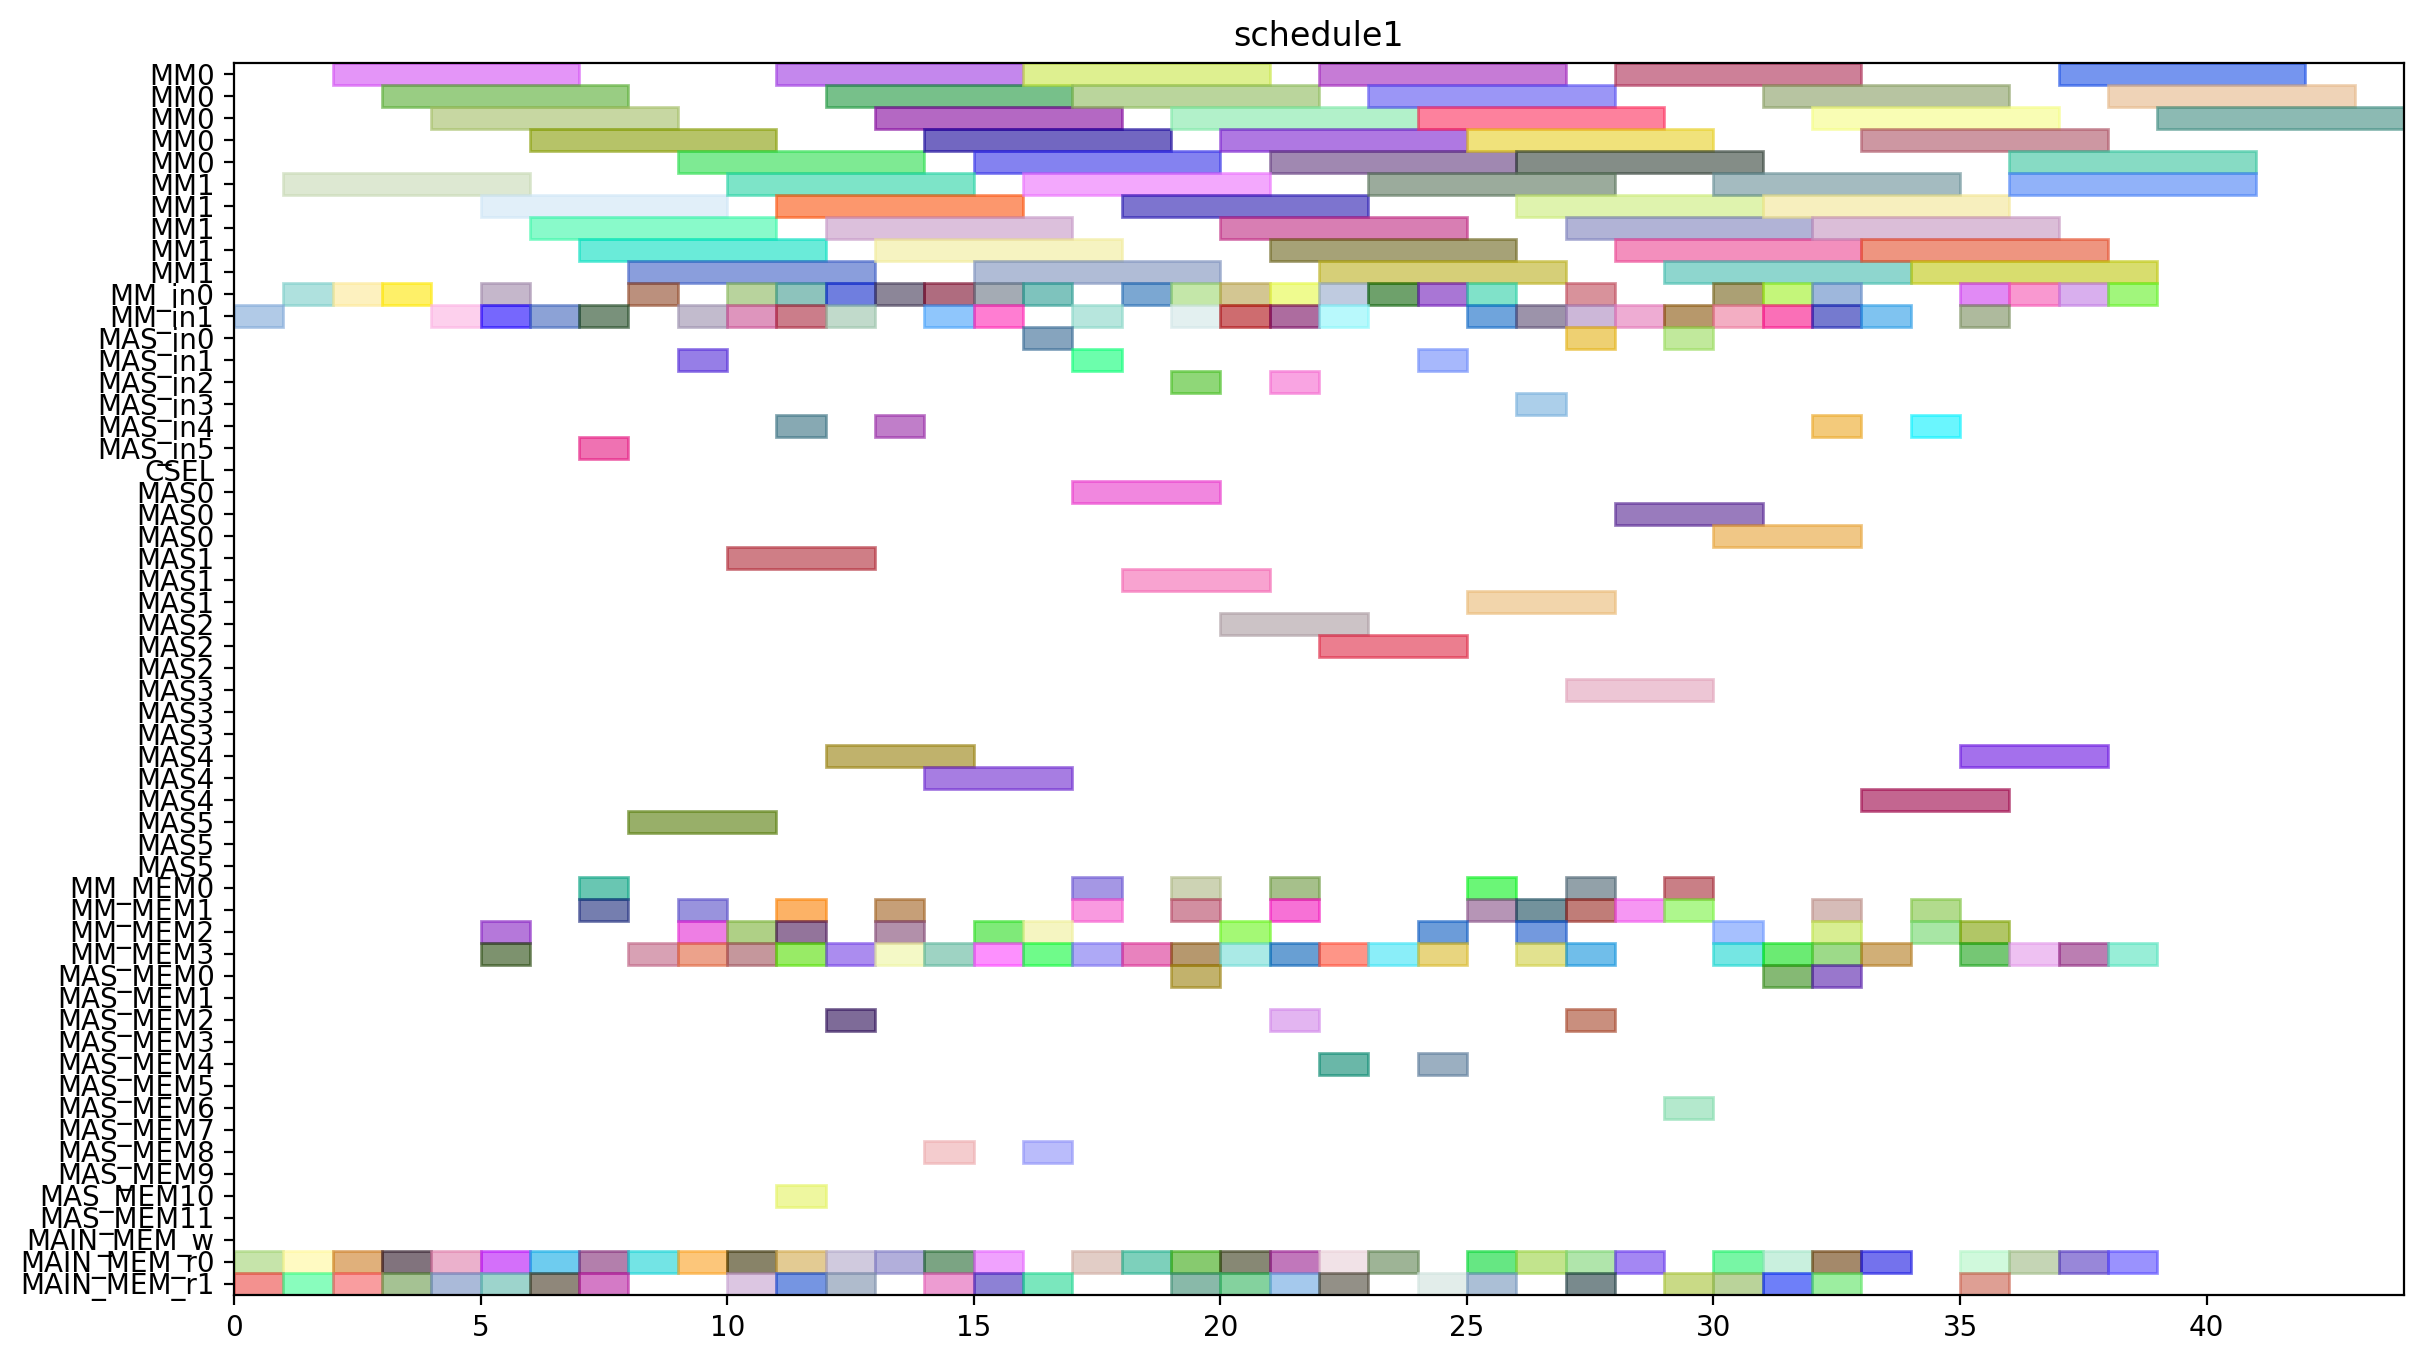 schedule1
MM0
MM0
MM0
MM0
MM0
MM1
MM1
MM1
MM1
MM1
MM_in0
MM_in1
MAS_in0
MAS_in1
MAS_in2
MAS_in3
MAS_in4
MAS_in5
CSEL
MAS0
MAS0
MAS0
MAS1
MAS1
MAS1
MAS2
MAS2
MAS2
MAS3
MAS3
MAS3
MAS4
MAS4
MAS4
MAS5
MAS5
MAS5
MM_MEM0
MM_MEM1
MM_MEM2
MM_MEM3
MAS_MEM0
MAS_MEM1
MAS_MEM2
MAS_MEM3
MAS_MEM4
MAS_MEM5
MAS_MEM6
MAS_MEM7
MAS_MEM8
MAS_MEM9
MAS_MEM10
MAS_MEM11
MAIN_MEM_w
MAIN_MEM_r0
MAIN_MEM_r1
0 5 10 15 20 25 30 35 40